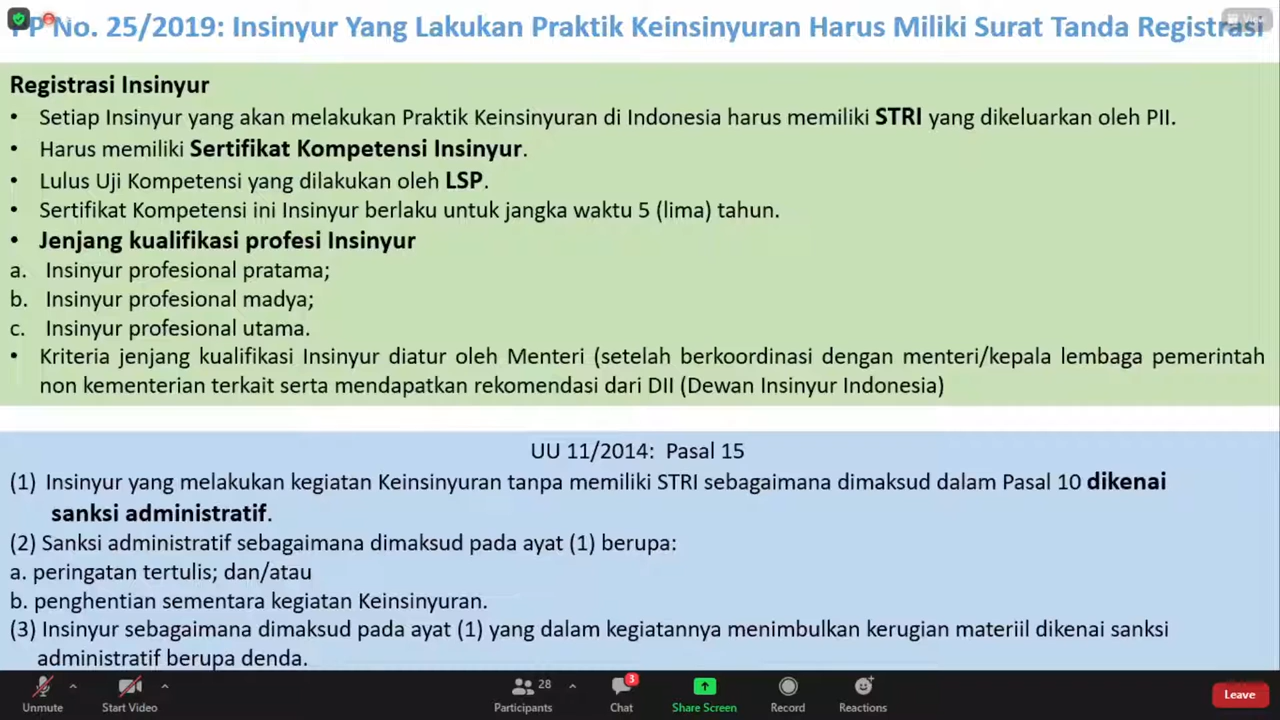 PP No. 25/2019: Insinyur Yang Lakukan Praktik Keinsinyuran Harus Miliki Surat Tanda Registrasi
View
Registrasi Insinyur
• Setiap Insinyur yang akan melakukan Praktik Keinsinyuran di Indonesia harus memiliki STRI yang dikeluarkan oleh PII.
• Harus memiliki Sertifikat Kompetensi Insinyur.
• Lulus Uji Kompetensi yang dilakukan oleh LSP.
• Sertifikat Kompetensi ini Insinyur berlaku untuk jangka waktu 5 (lima) tahun.
• Jenjang kualifikasi profesi Insinyur
a. Insinyur profesional pratama;
b. Insinyur profesional madya;
c. Insinyur profesional utama.
• Kriteria jenjang kualifikasi Insinyur diatur oleh Menteri (setelah berkoordinasi dengan menteri/kepala lembaga pemerintah
non kementerian terkait serta mendapatkan rekomendasi dari DII (Dewan Insinyur Indonesia)
UU 11/2014: Pasal 15
(1) Insinyur yang melakukan kegiatan Keinsinyuran tanpa memiliki STRI sebagaimana dimaksud dalam Pasal 10 dikenai
sanksi administratif.
(2) Sanksi administratif sebagaimana dimaksud pada ayat (1) berupa:
a. peringatan tertulis; dan/atau
b. penghentian sementara kegiatan Keinsinyuran.
(3) Insinyur sebagaimana dimaksud pada ayat (1) yang dalam kegiatannya menimbulkan kerugian materiil dikenai sanksi
administratif berupa denda.
28
3
Unmute
Start Video
Participants
Chat
Share Screen
Record
Reactions
Leave